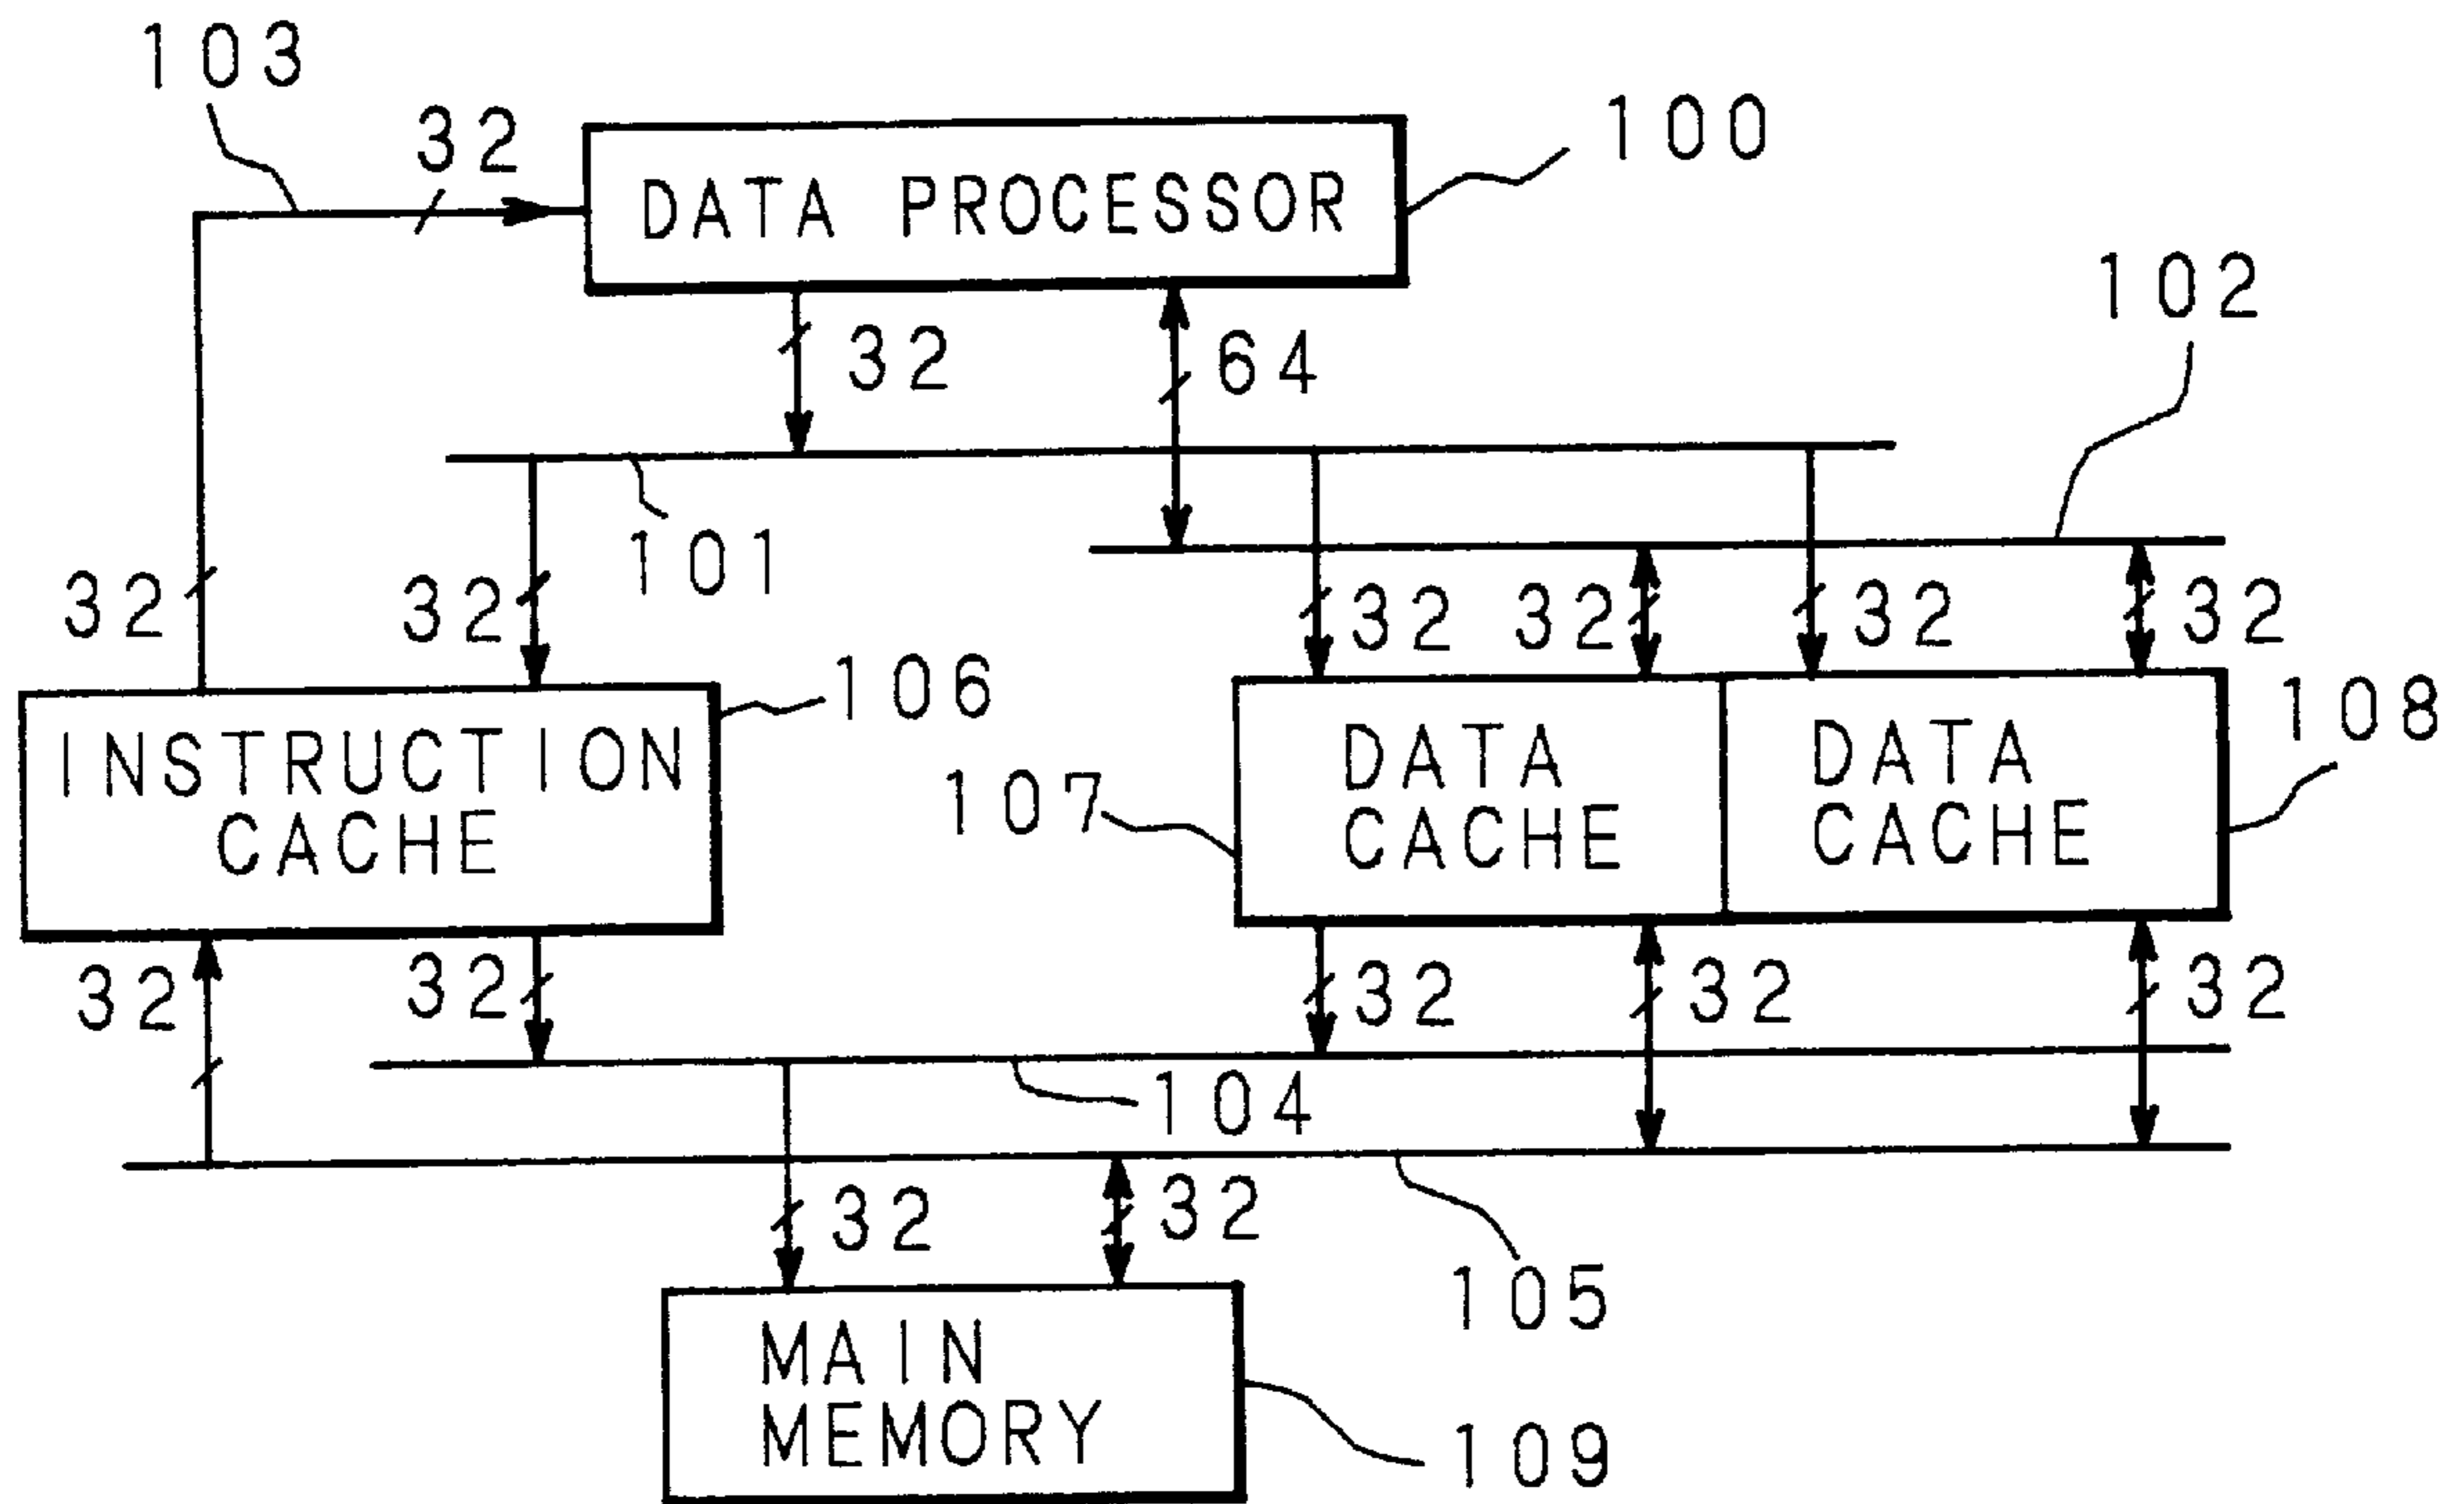 103
32
100
DATA PROCESSOR
102
32
64
101
32
32
32
32
32
32
106
108
INSTRUCTION
CACHE
107
DATA
CACHE
DATA
CACHE
32
32
32
32
32
104
32
32
105
MAIN
MEMORY
109